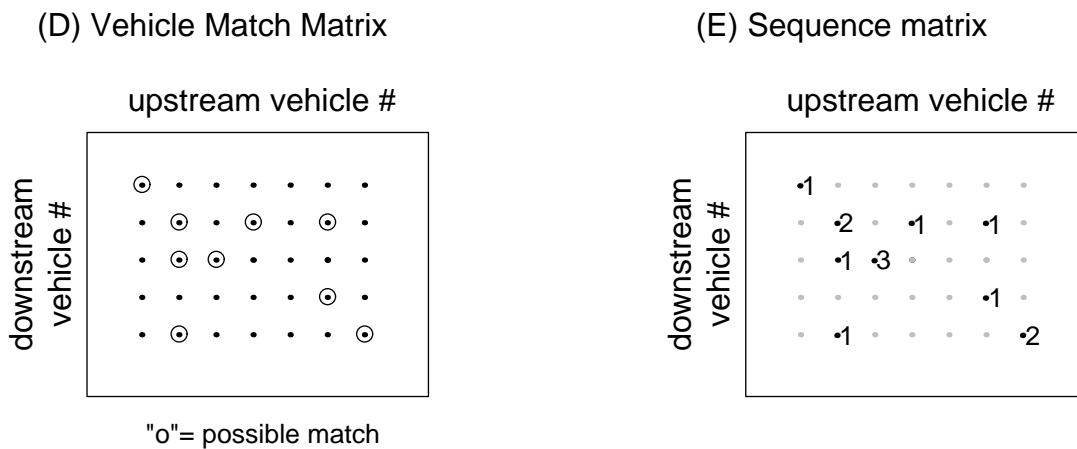 (D) Vehicle Match Matrix
upstream vehicle #
downstream
vehicle #
"o"= possible match
(E) Sequence matrix
upstream vehicle #
downstream
vehicle #
1
2 1 1
1 3
1
1 2